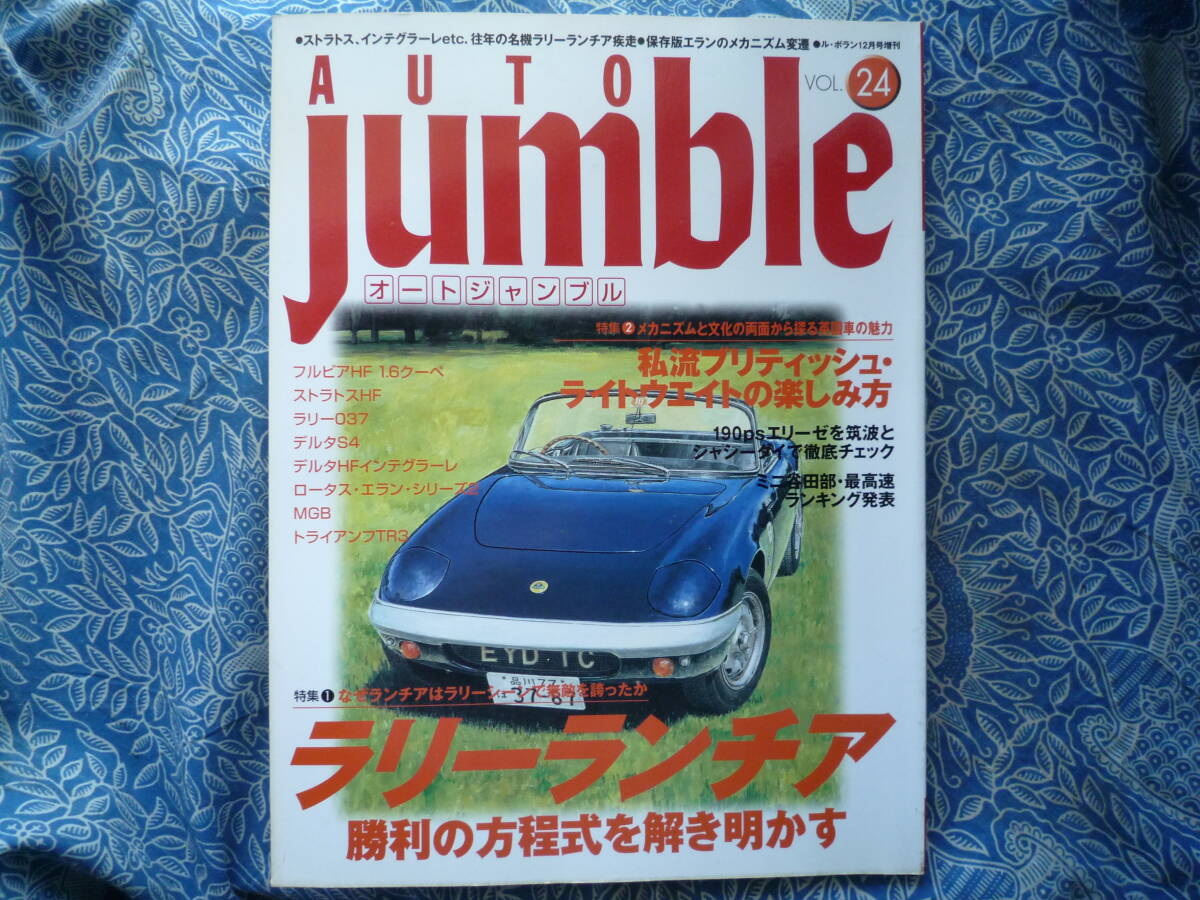 ●ストラトス、インテグラーレetc. 往年の名機ラリーランチア疾走●保存版エランのメカニズム変遷 ●ル・ボラン12月号増刊
AUTO
VOL. 24
jumble
オートジャンブル
特集❷メカニズムと文化の両面から探る英国車の魅力
私流ブリティッシュ・
ライトウエイトの楽しみ方
フルビアHF 1.6クーペ
ストラトスHF
ラリー037
デルタS4
デルタHFインテグラーレ
ロータス・エラン・シリーズ2
MGB
トライアンフTR3
190psエリーゼを筑波と
シャシーダイで徹底チェック
ミニ谷田部・最高速
ランキング発表
EYD 1C
品川
37-67
特集❶なぜランチアはラリーシーンで無敵を誇ったか
ラリーランチア
勝利の方程式を解き明かす